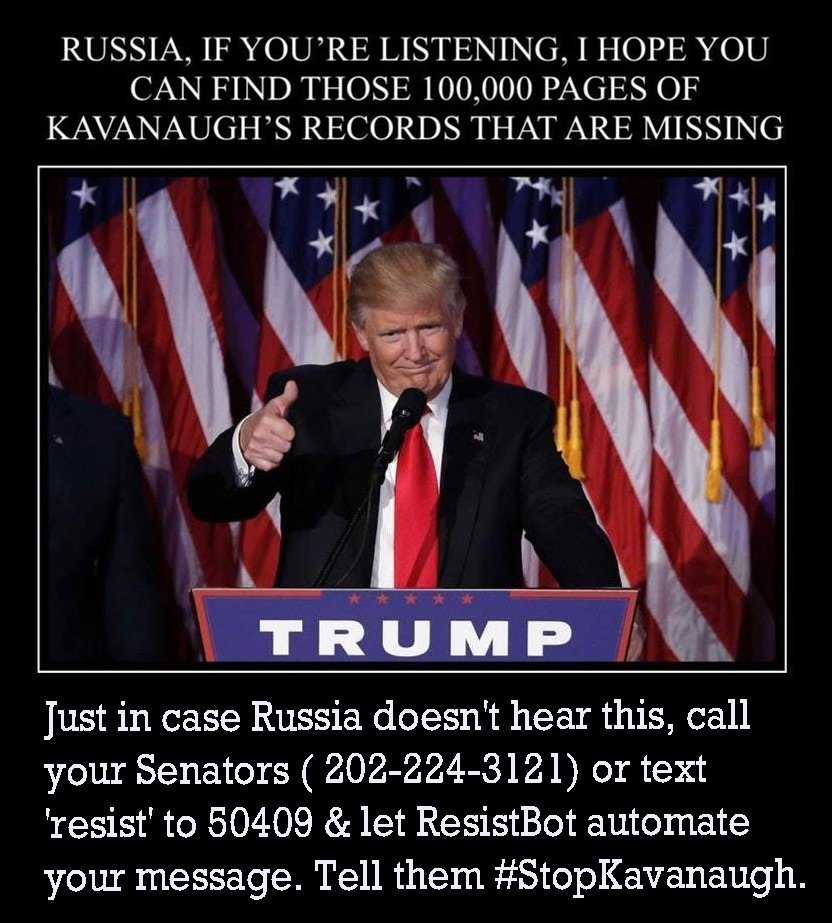 RUSSIA, IF YOU’RE LISTENING, I HOPE YOU
CAN FIND THOSE 100,000 PAGES OF
KAVANAUGH’S RECORDS THAT ARE MISSING
TRUMP
Just in case Russia doesn't hear this, call
your Senators ( 202-224-3121) or text
'resist' to 50409 & let ResistBot automate
your message. Tell them #StopKavanaugh.